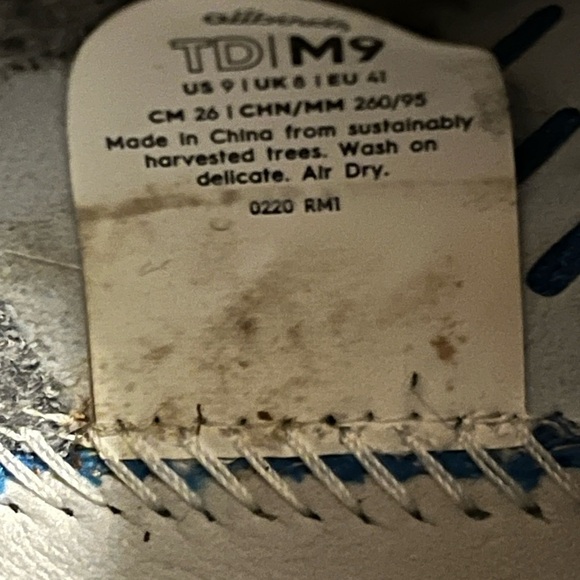 allbirds
TD|M9
US 9 | UK 8 | EU 41
CM 26 | CHN/MM 260/95
Made in China from sustainably
harvested trees. Wash on
delicate. Air Dry.
0220 RM1